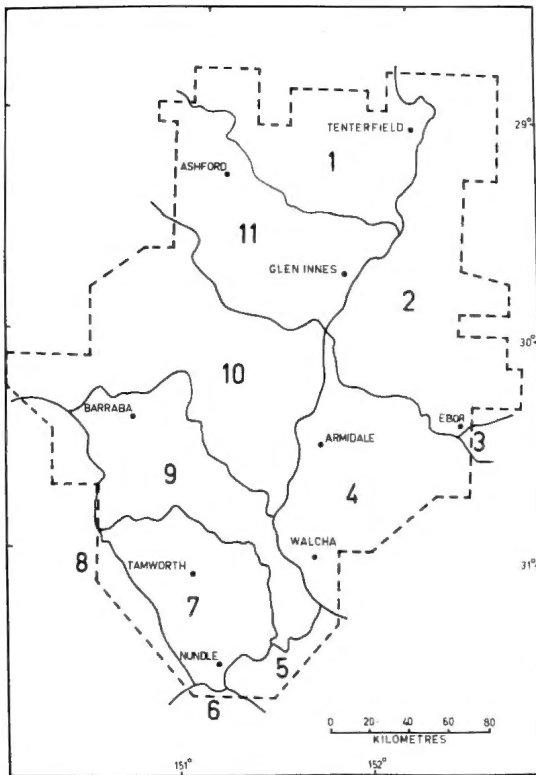 29°
TENTERFIELD
1
ASHFORD
11
GLEN INNES
2
30°
10
BARRABA
EBOR
3
ARMIDALE
9
4
WALCHA
31°
8
TAMWORTH
7
NUNDLE
5
6
0 20 40 60 80
KILOMETRES
151°
152°